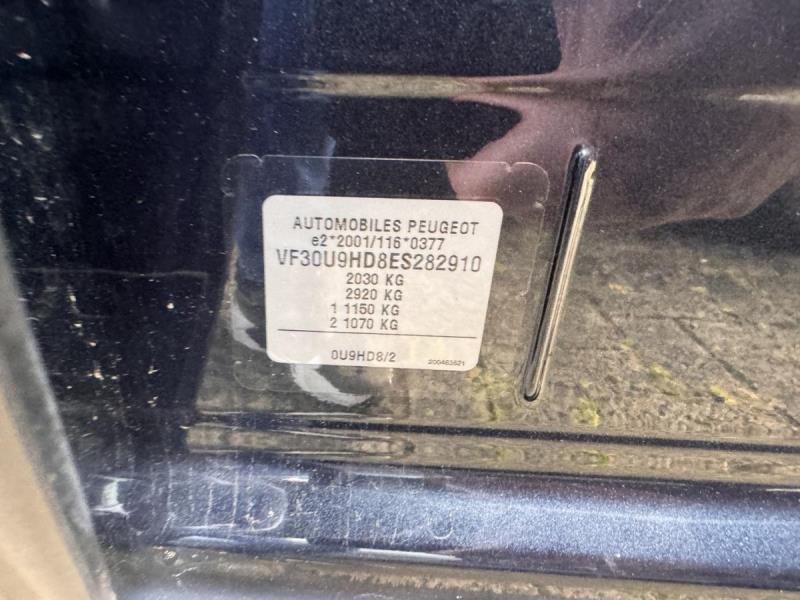 AUTOMOBILES PEUGEOT
e2*2001/116*0377
VF30U9HD8ES282910
2030 KG
2920 KG
1 1150 KG
2 1070 KG
0U9HD8/2
200463521